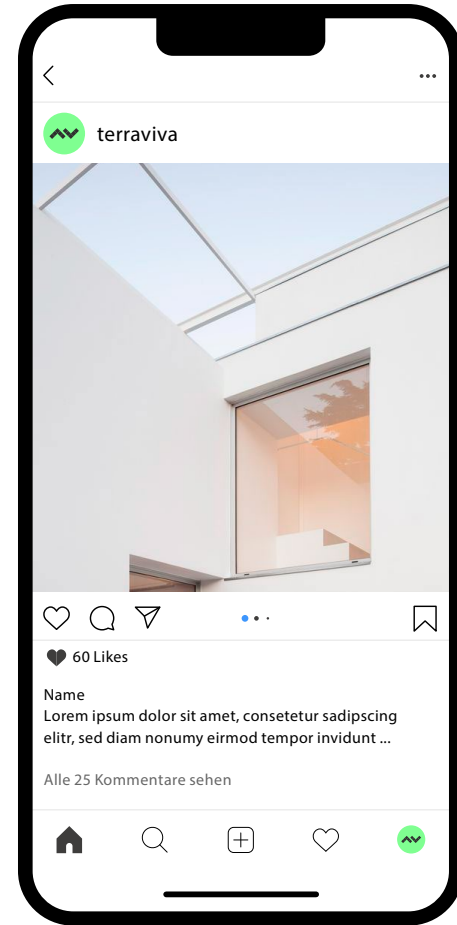 terraviva
60 Likes
Name
Lorem ipsum dolor sit amet, consetetur sadipscing
elitr, sed diam nonumy eirmod tempor invidunt ...
Alle 25 Kommentare sehen